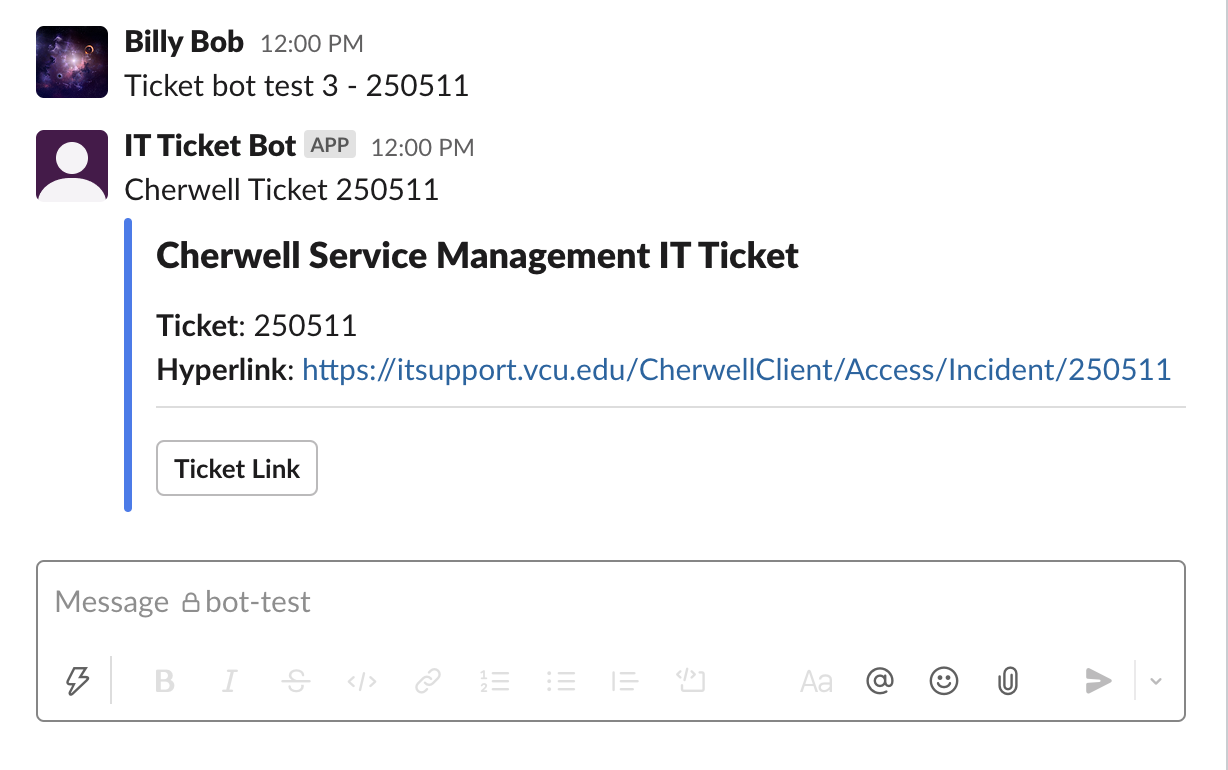 Billy Bob 12:00 PM
Ticket bot test 3 - 250511
IT Ticket Bot APP 12:00 PM
Cherwell Ticket 250511
Cherwell Service Management IT Ticket
Ticket: 250511
Hyperlink: https://itsupport.vcu.edu/CherwellClient/Access/Incident/250511
Ticket Link
Message bot-test
B I S Aa